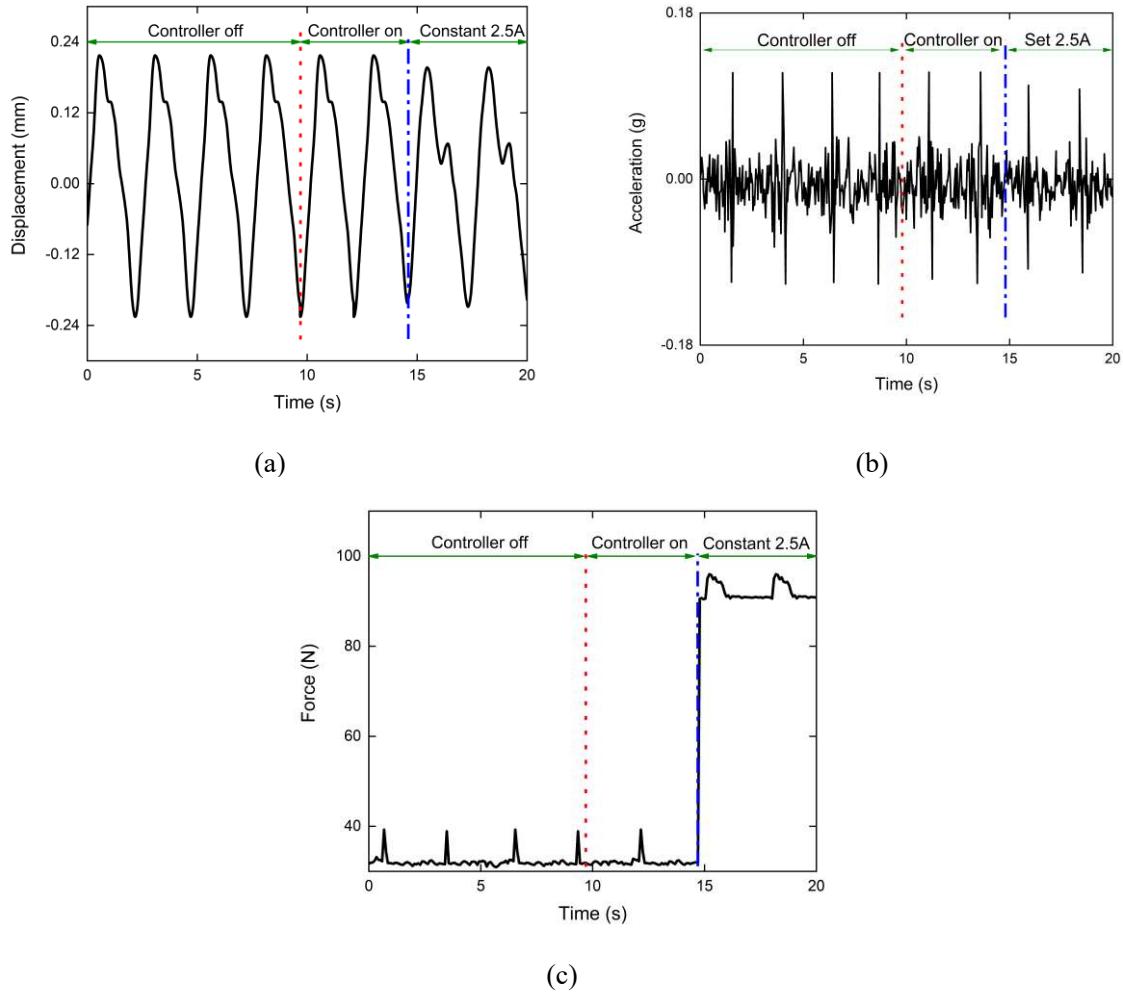 Controller off Controller on Constant 2.5A
0.24
0.12
0.00
-0.12
-0.24
Displacement (mm)
0 5 10 15 20
Time (s)
(a)
0.18
Controller off Controller on Set 2.5A
0.00
-0.18
Acceleration (g)
0 5 10 15 20
Time (s)
(b)
Controller off Controller on Constant 2.5A
100
80
60
40
Force (N)
0 5 10 15 20
Time (s)
(c)